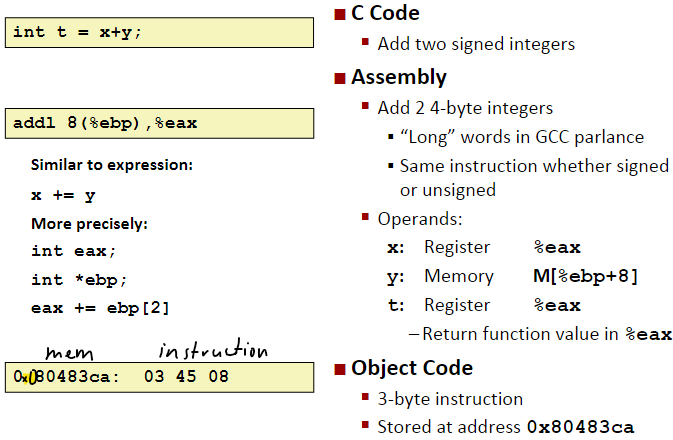 int t = x+y;
addl 8(%ebp),%eax
Similar to expression:
x += y
More precisely:
int eax;
int *ebp;
eax += ebp[2]
mem instruction
0x080483ca: 03 45 08
■ C Code
▪ Add two signed integers
■ Assembly
▪ Add 2 4-byte integers
▪ “Long” words in GCC parlance
▪ Same instruction whether signed
or unsigned
▪ Operands:
x: Register %eax
y: Memory M[%ebp+8]
t: Register %eax
–Return function value in %eax
■ Object Code
▪ 3-byte instruction
▪ Stored at address 0x80483ca